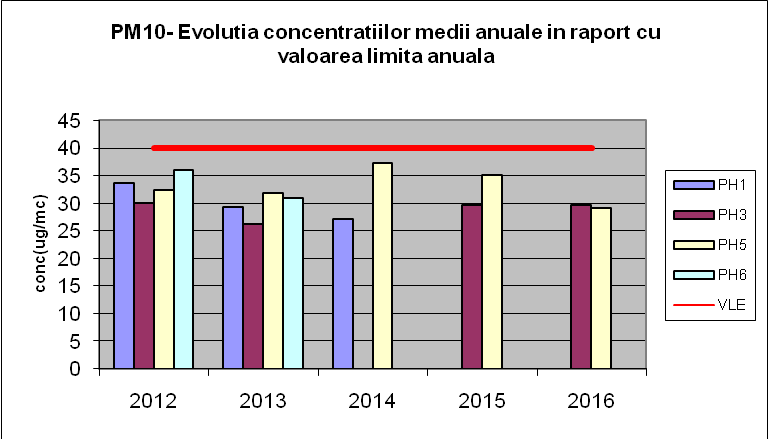 PM10- Evolutia concentratiilor medii anuale in raport cu
valoarea limita anuala
conc(ug/mc)
45
40
35
30
25
20
15
10
5
0
2012 2013 2014 2015 2016
PH1
PH3
PH5
PH6
VLE